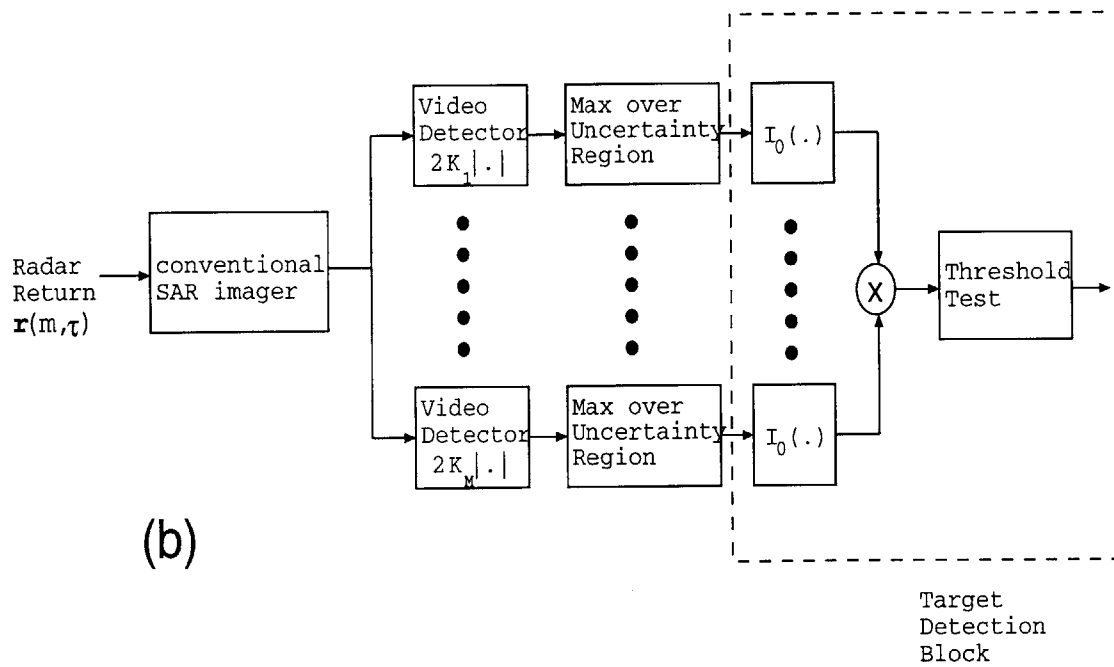 Video
Detector
2K₁|.|
Max over
Uncertainty
Region
I₀(.)
Radar
Return
r(m,τ)
conventional
SAR imager
X
Threshold
Test
Video
Detector
2K_M|.|
Max over
Uncertainty
Region
I₀(.)
(b)
Target
Detection
Block